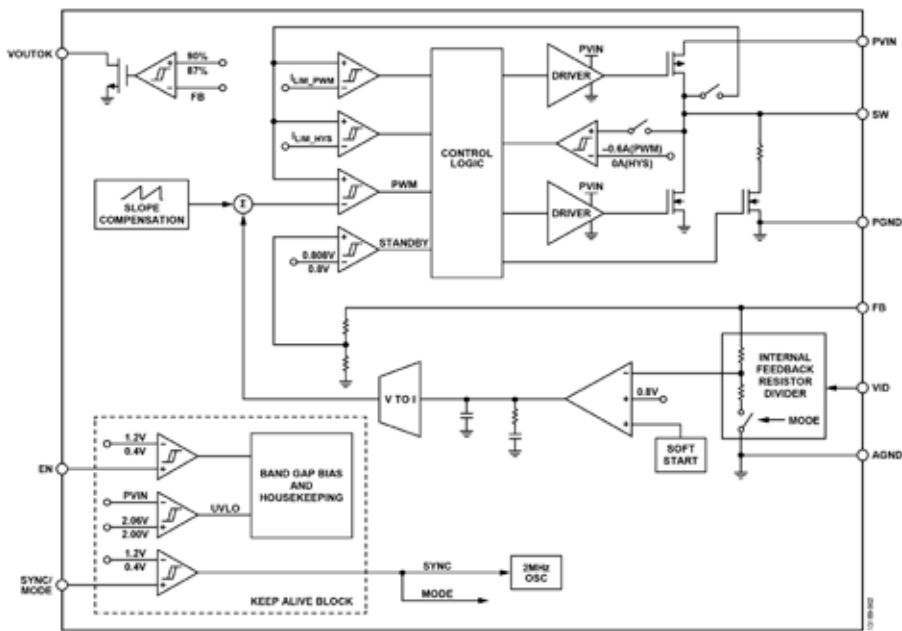 VOUTOK
90%
87%
FB
ILIM_PWM
ILIM_HYS
PWM
STANDBY
0.808V
0.8V
SLOPE
COMPENSATION
Σ
CONTROL
LOGIC
PVIN
DRIVER
–0.6A(PWM)
0A(HYS)
PVIN
DRIVER
PVIN
SW
PGND
FB
VID
AGND
INTERNAL
FEEDBACK
RESISTOR
DIVIDER
MODE
0.8V
SOFT
START
V TO I
EN
1.2V
0.4V
PVIN
2.06V
2.00V
UVLO
BAND GAP BIAS
AND
HOUSEKEEPING
1.2V
0.4V
SYNC/
MODE
KEEP ALIVE BLOCK
SYNC
MODE
2MHz
OSC